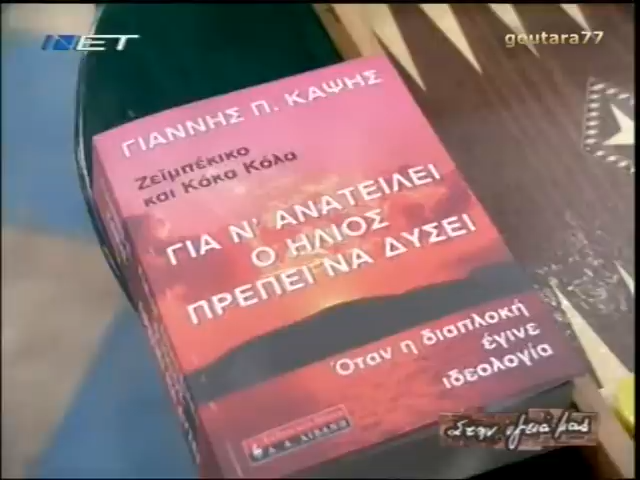 NET
goutara77
ΓΙΑΝΝΗΣ Π. ΚΑΨΗΣ
Ζεϊμπέκικο
και Κόκα Κόλα
ΓΙΑ Ν' ΑΝΑΤΕΙΛΕΙ
Ο ΗΛΙΟΣ
ΠΡΕΠΕΙ ΝΑ ΔΥΣΕΙ
Όταν η διαπλοκή
έγινε
ιδεολογία
Α. Α. ΛΙΒΑΝΗ
Στην υγειά μας